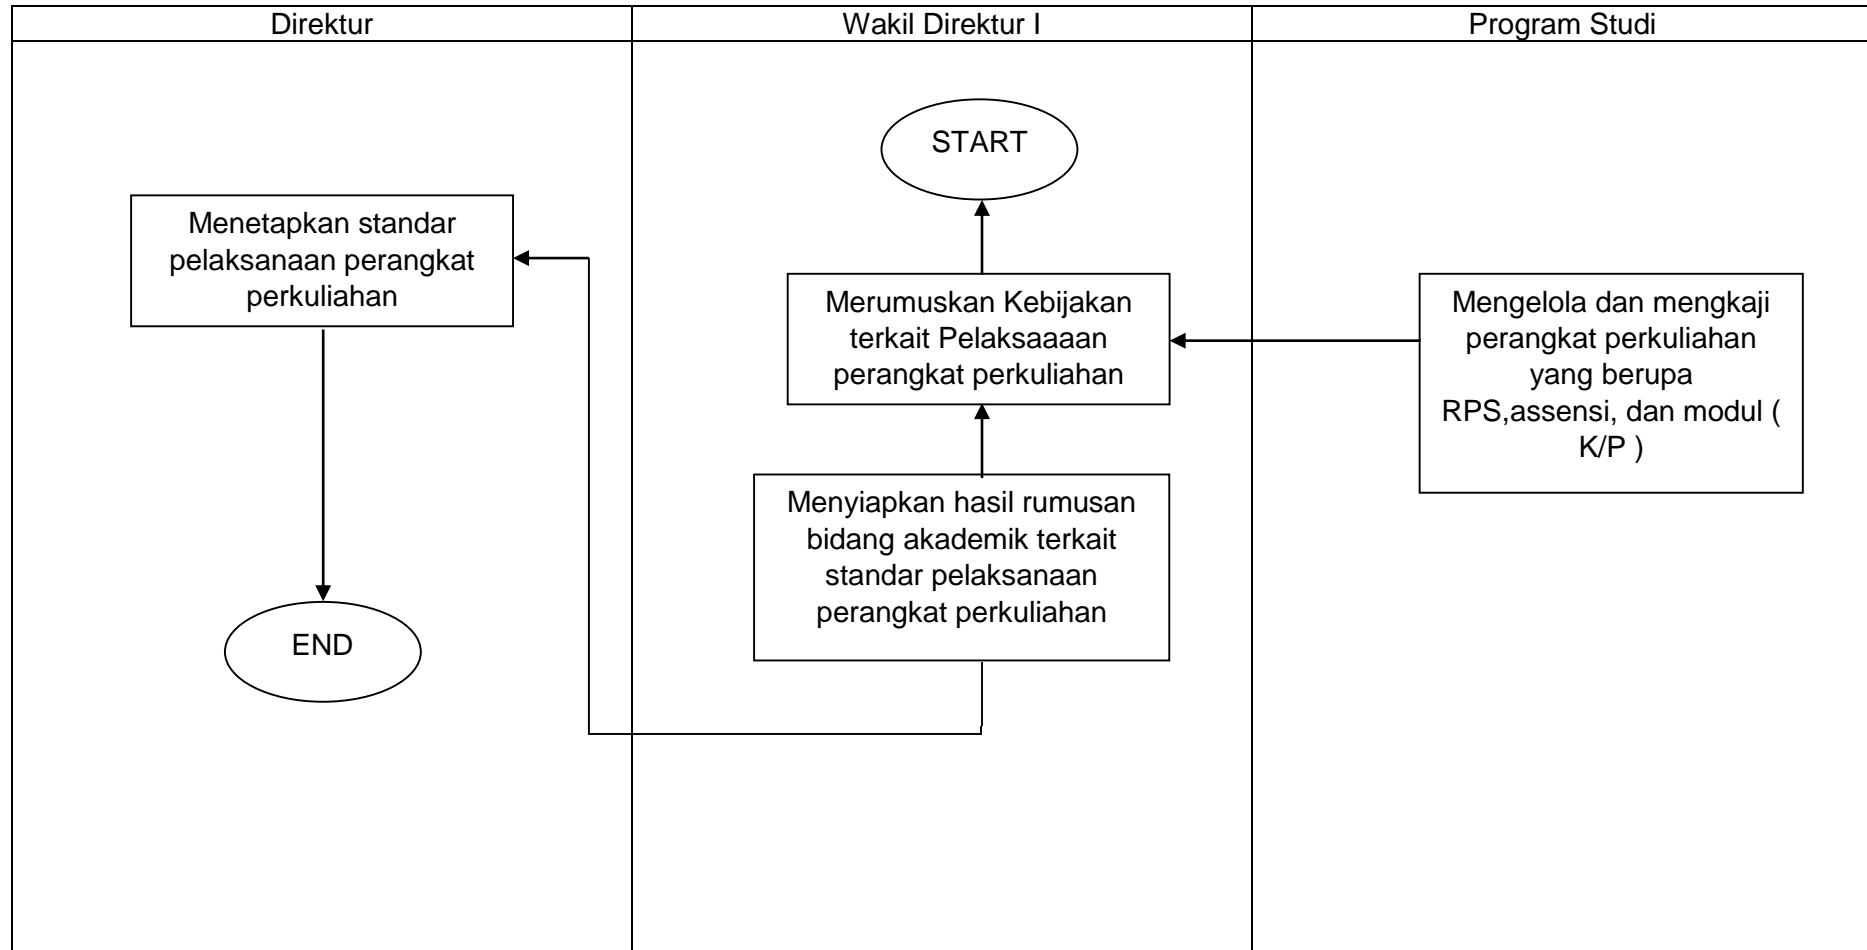 Direktur
Wakil Direktur I
Program Studi
START
Menetapkan standar
pelaksanaan perangkat
perkuliahan
Merumuskan Kebijakan
terkait Pelaksaaaan
perangkat perkuliahan
Mengelola dan mengkaji
perangkat perkuliahan
yang berupa
RPS,assensi, dan modul (
K/P )
Menyiapkan hasil rumusan
bidang akademik terkait
standar pelaksanaan
perangkat perkuliahan
END